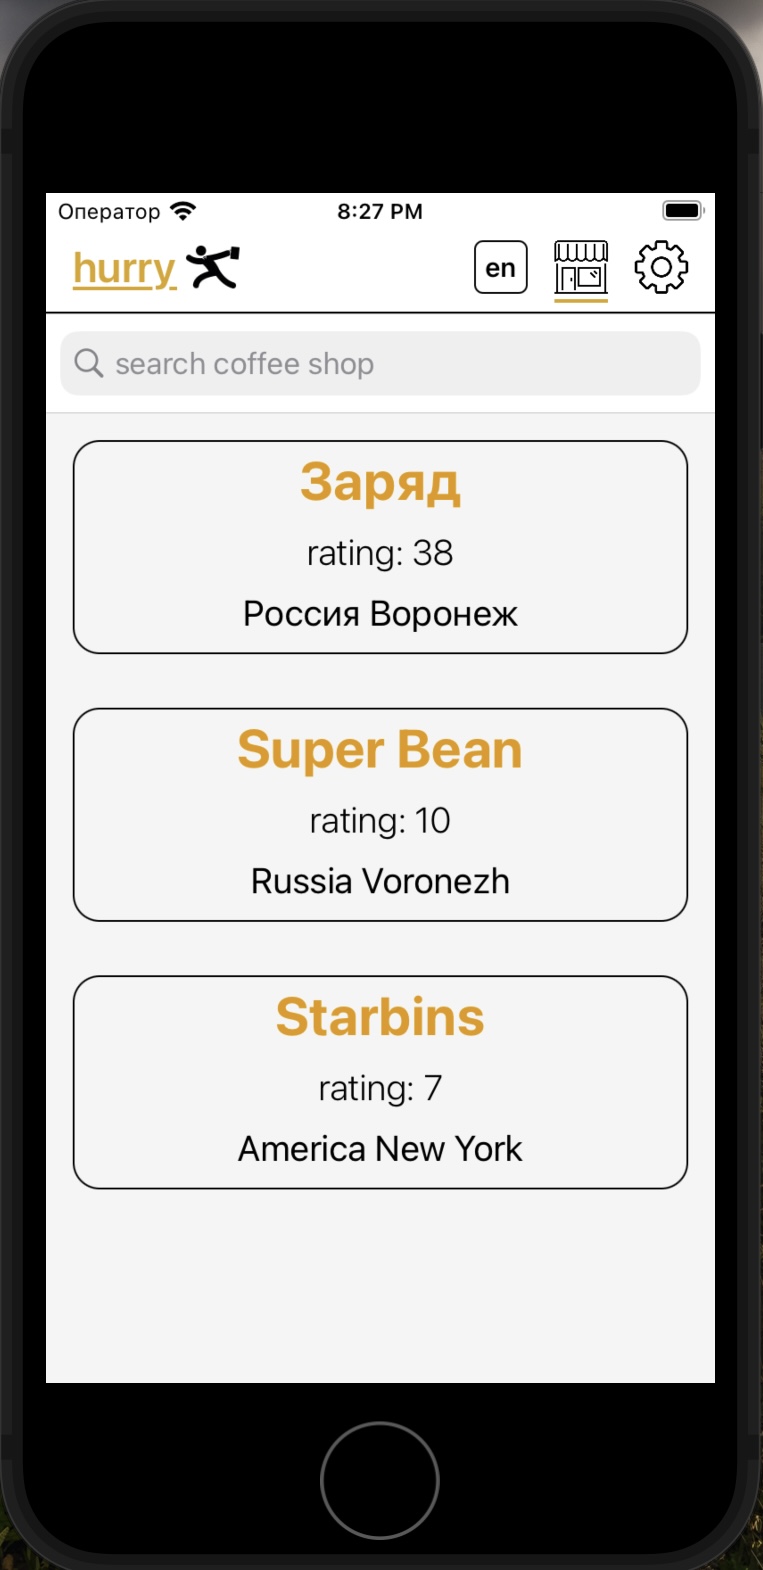 Оператор 8:27 PM
hurry en
search coffee shop
Заряд
rating: 38
Россия Воронеж
Super Bean
rating: 10
Russia Voronezh
Starbins
rating: 7
America New York